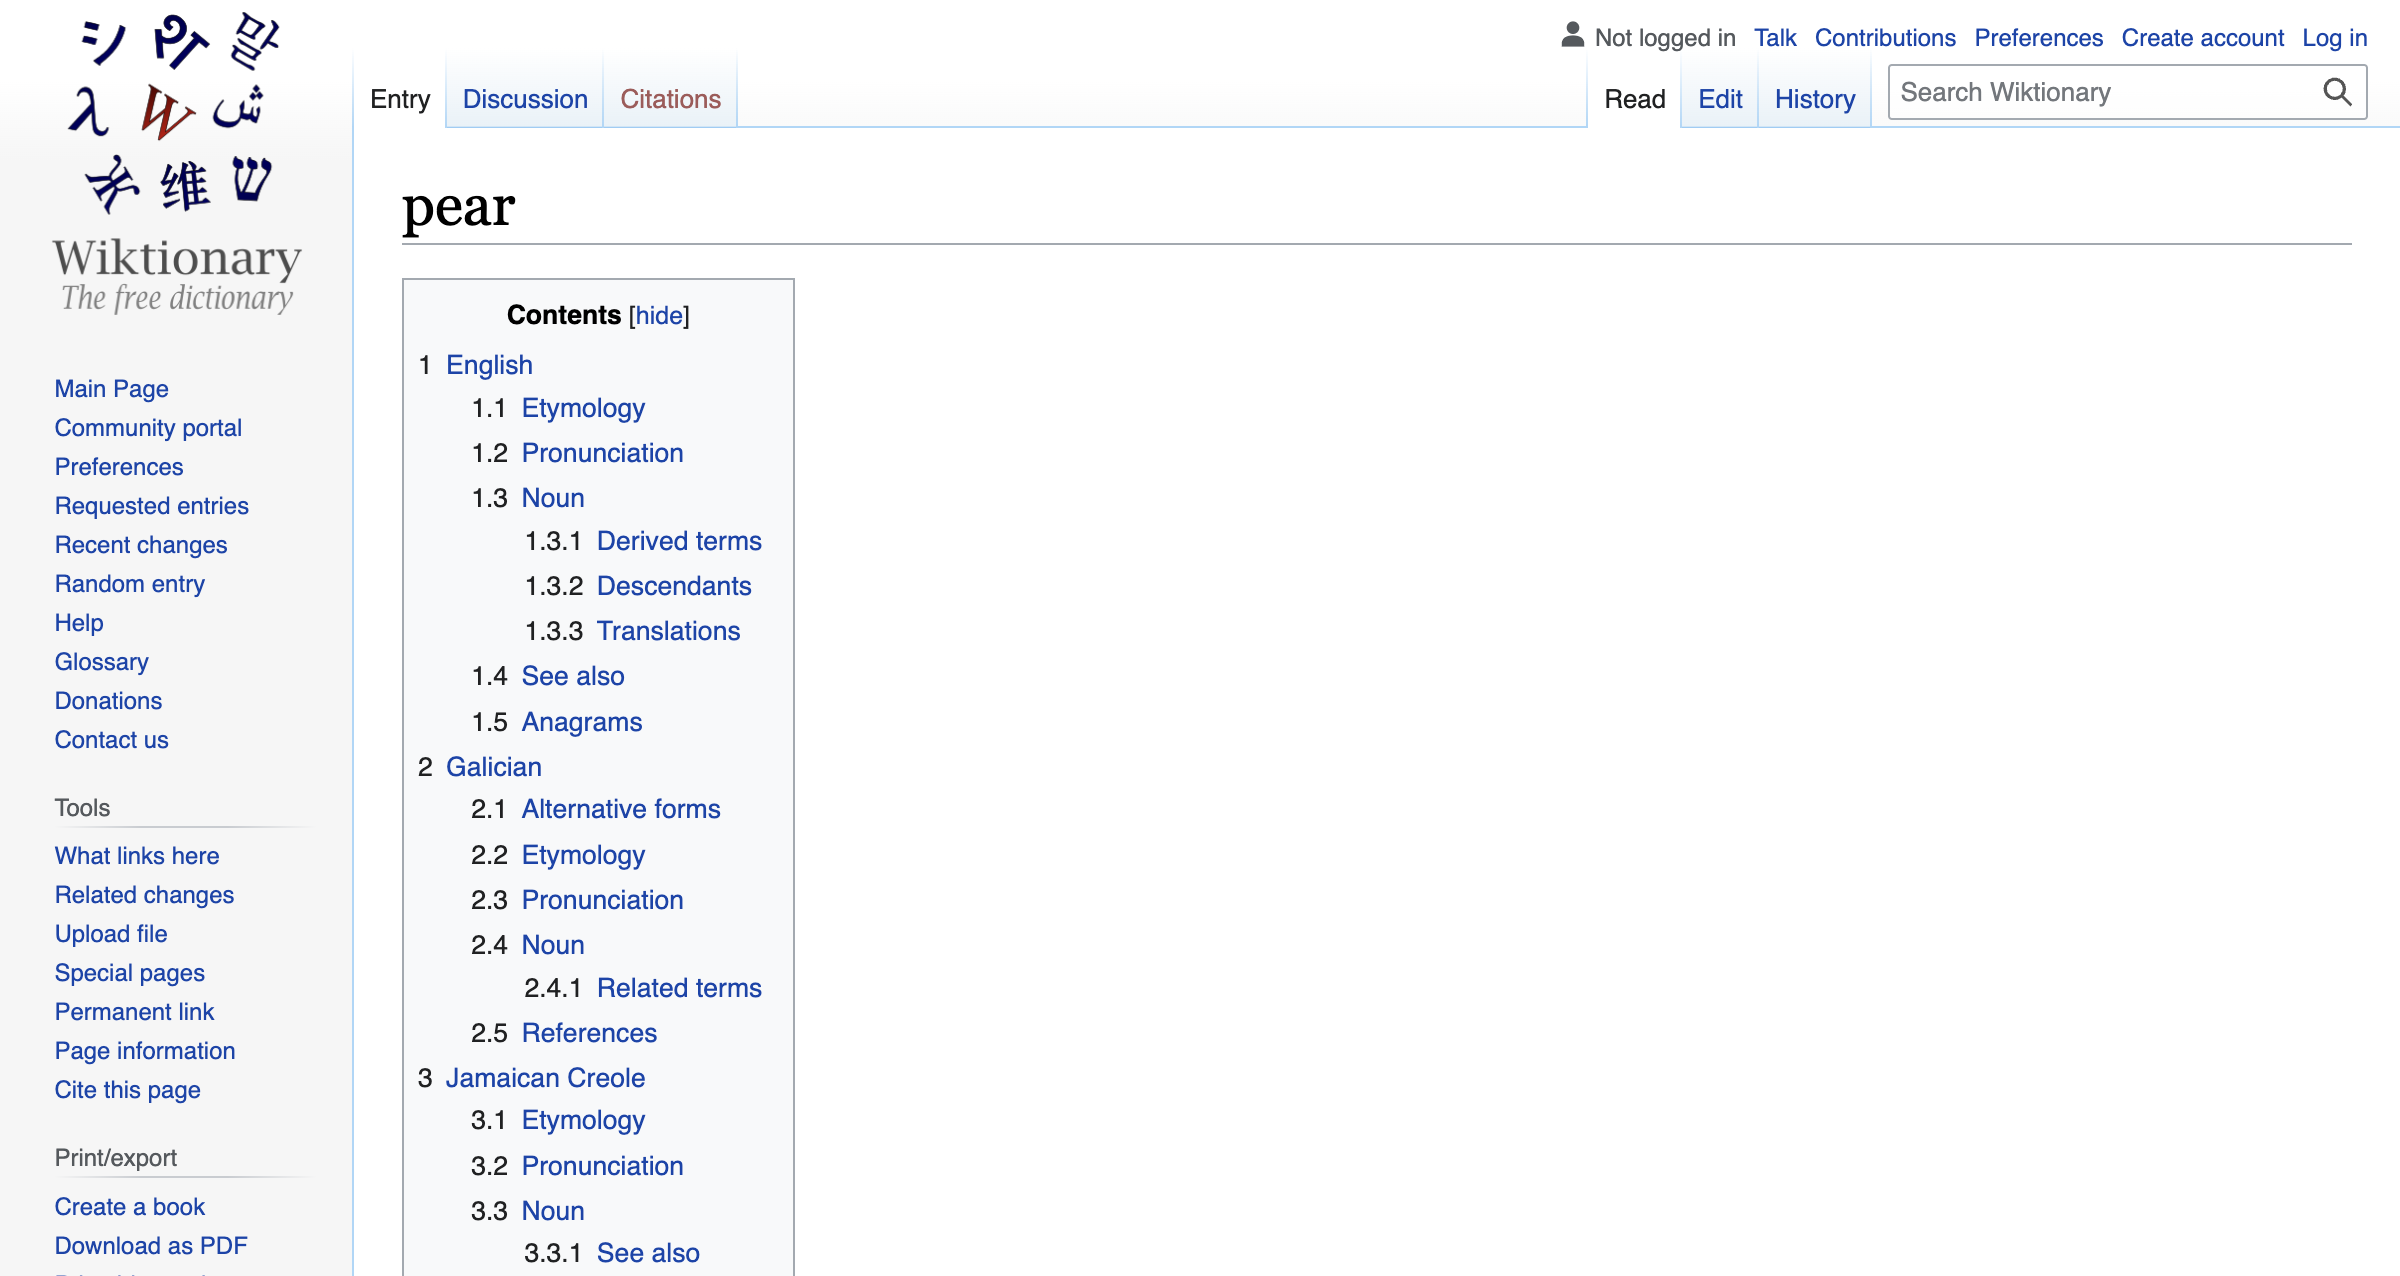 シ या 말
λ W ش
维 ש
Wiktionary
The free dictionary
Not logged in Talk Contributions Preferences Create account Log in
Entry Discussion Citations Read Edit History Search Wiktionary
pear
Contents [hide]
1 English
1.1 Etymology
1.2 Pronunciation
1.3 Noun
1.3.1 Derived terms
1.3.2 Descendants
1.3.3 Translations
1.4 See also
1.5 Anagrams
2 Galician
2.1 Alternative forms
2.2 Etymology
2.3 Pronunciation
2.4 Noun
2.4.1 Related terms
2.5 References
3 Jamaican Creole
3.1 Etymology
3.2 Pronunciation
3.3 Noun
3.3.1 See also
Main Page
Community portal
Preferences
Requested entries
Recent changes
Random entry
Help
Glossary
Donations
Contact us
Tools
What links here
Related changes
Upload file
Special pages
Permanent link
Page information
Cite this page
Print/export
Create a book
Download as PDF